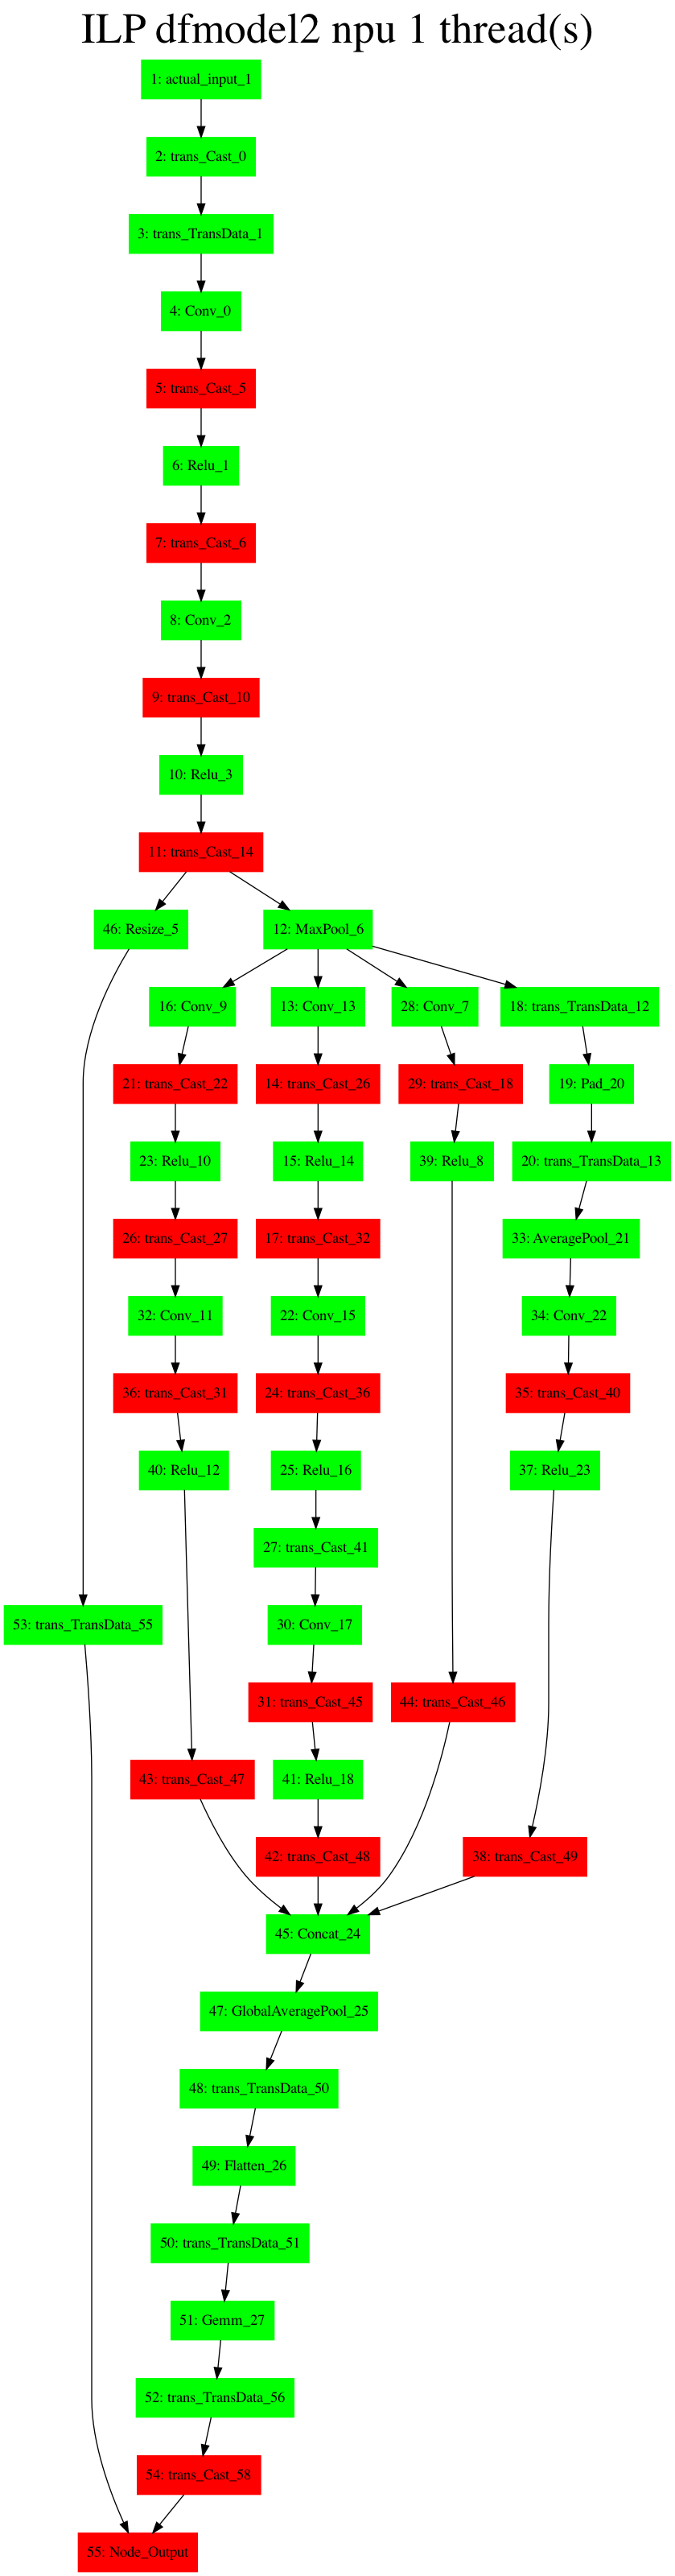 ILP dfmodel2 npu 1 thread(s)
1: actual_input_1
2: trans_Cast_0
3: trans_TransData_1
4: Conv_0
5: trans_Cast_5
6: Relu_1
7: trans_Cast_6
8: Conv_2
9: trans_Cast_10
10: Relu_3
11: trans_Cast_14
46: Resize_5
12: MaxPool_6
16: Conv_9
13: Conv_13
28: Conv_7
18: trans_TransData_12
21: trans_Cast_22
14: trans_Cast_26
29: trans_Cast_18
19: Pad_20
23: Relu_10
15: Relu_14
39: Relu_8
20: trans_TransData_13
26: trans_Cast_27
17: trans_Cast_32
33: AveragePool_21
32: Conv_11
22: Conv_15
34: Conv_22
36: trans_Cast_31
24: trans_Cast_36
35: trans_Cast_40
40: Relu_12
25: Relu_16
37: Relu_23
27: trans_Cast_41
53: trans_TransData_55
30: Conv_17
31: trans_Cast_45
44: trans_Cast_46
43: trans_Cast_47
41: Relu_18
42: trans_Cast_48
38: trans_Cast_49
45: Concat_24
47: GlobalAveragePool_25
48: trans_TransData_50
49: Flatten_26
50: trans_TransData_51
51: Gemm_27
52: trans_TransData_56
54: trans_Cast_58
55: Node_Output